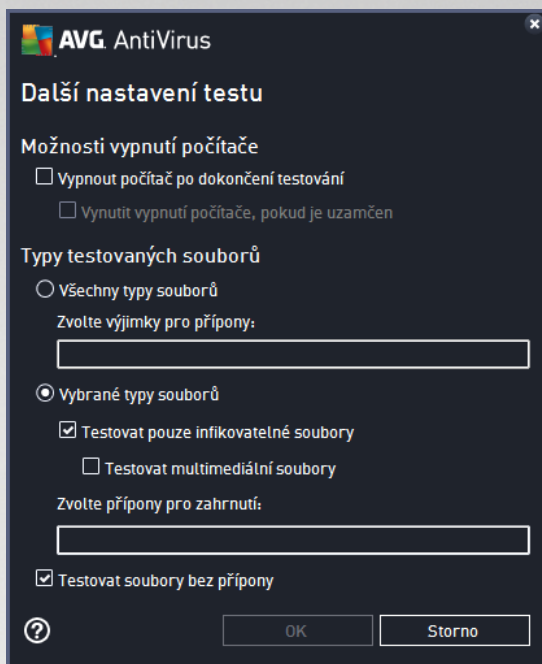 AVG. AntiVirus
Další nastavení testu
Možnosti vypnutí počítače
Vypnout počítač po dokončení testování
Vynutit vypnutí počítače, pokud je uzamčen
Typy testovaných souborů
Všechny typy souborů
Zvolte výjimky pro přípony:
Vybrané typy souborů
Testovat pouze infikovatelné soubory
Testovat multimediální soubory
Zvolte přípony pro zahrnutí:
Testovat soubory bez přípony
OK
Storno